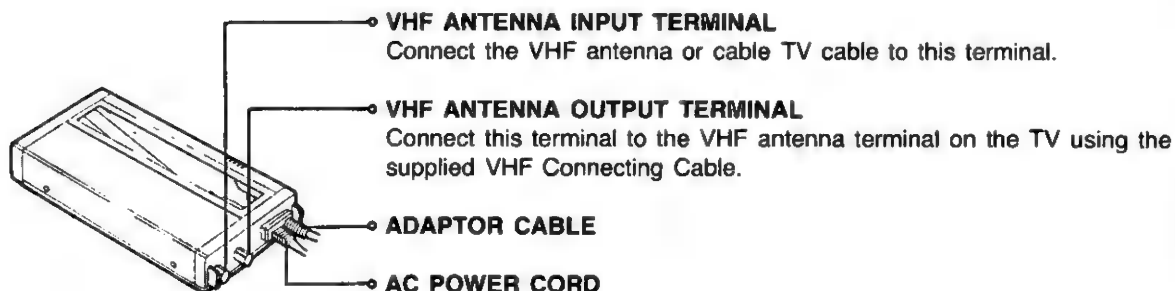 VHF ANTENNA INPUT TERMINAL
Connect the VHF antenna or cable TV cable to this terminal.
VHF ANTENNA OUTPUT TERMINAL
Connect this terminal to the VHF antenna terminal on the TV using the
supplied VHF Connecting Cable.
ADAPTOR CABLE
AC POWER CORD